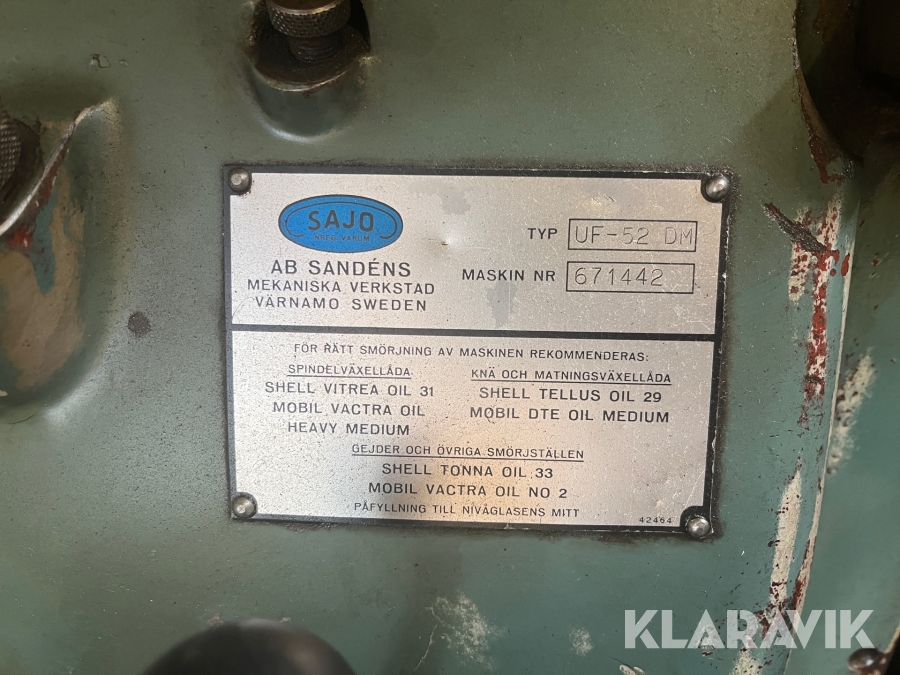 SAJO
INREG. VARUM.
AB SANDÉNS
MEKANISKA VERKSTAD
VÄRNAMO SWEDEN
TYP UF-52 DM
MASKIN NR 671442
FÖR RÄTT SMÖRJNING AV MASKINEN REKOMMENDERAS:
SPINDELVÄXELLÅDA
SHELL VITREA OIL 31
MOBIL VACTRA OIL
HEAVY MEDIUM
KNÄ OCH MATNINGSVÄXELLÅDA
SHELL TELLUS OIL 29
MOBIL DTE OIL MEDIUM
GEJDER OCH ÖVRIGA SMÖRJSTÄLLEN
SHELL TONNA OIL 33
MOBIL VACTRA OIL NO 2
PÅFYLLNING TILL NIVÅGLASENS MITT
42464
KLARAVIK